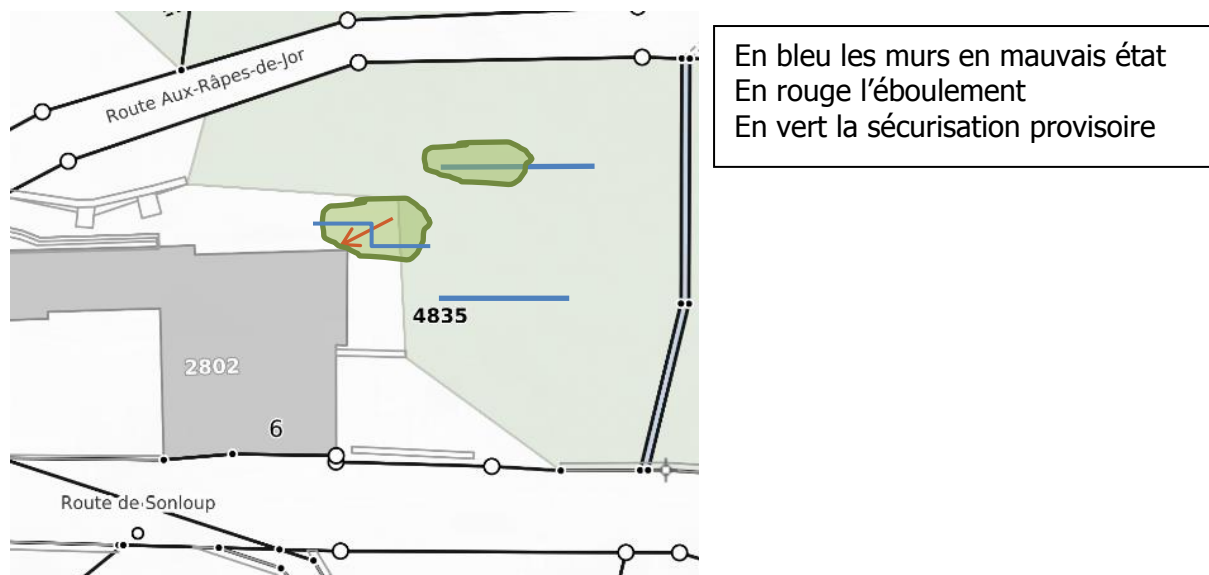 Route Aux-Râpes-de-Jor
4835
2802
6
Route de Sonloup
En bleu les murs en mauvais état
En rouge l’éboulement
En vert la sécurisation provisoire